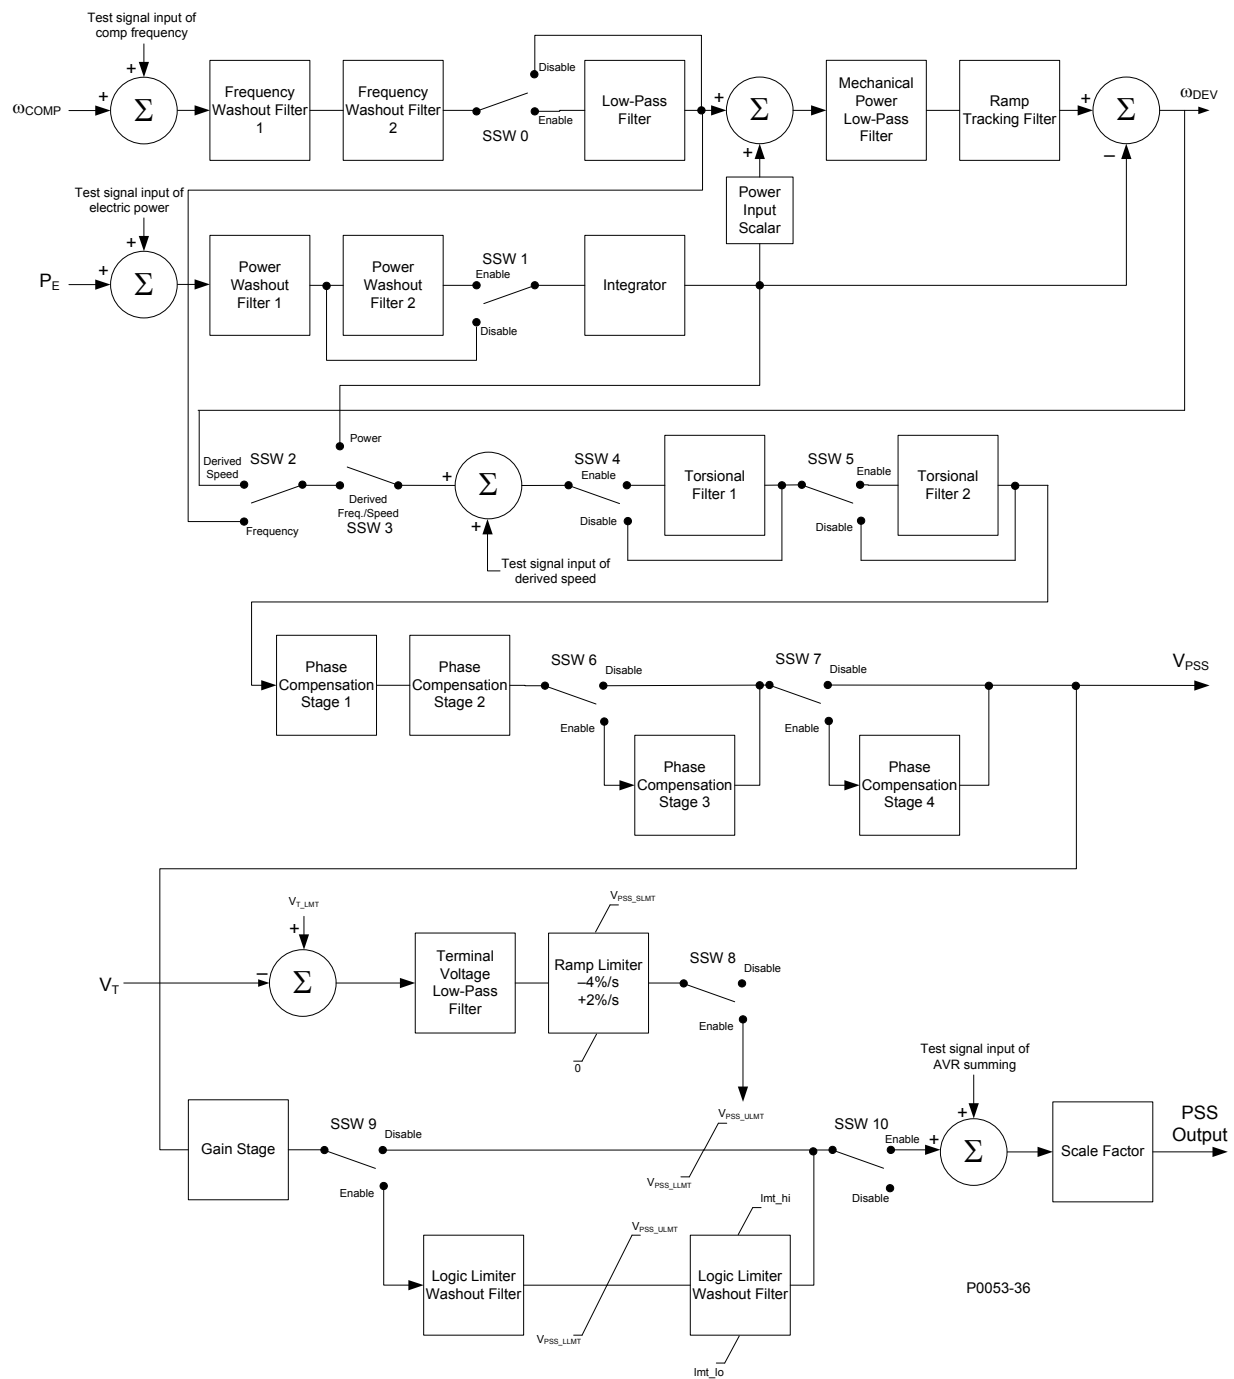 Test signal input of
comp frequency
+
ωCOMP
+
Σ
Frequency
Washout Filter
1
Frequency
Washout Filter
2
SSW 0
Disable
Enable
Low-Pass
Filter
+
Σ
+
Mechanical
Power
Low-Pass
Filter
Ramp
Tracking Filter
+
Σ
–
ωDEV
Power
Input
Scalar
Test signal input of
electric power
+
PE
+
Σ
Power
Washout
Filter 1
Power
Washout
Filter 2
SSW 1
Enable
Disable
Integrator
Power
Derived
Speed
SSW 2
Frequency
Derived
Freq./Speed
SSW 3
+
Σ
+
Test signal input of
derived speed
SSW 4
Enable
Disable
Torsional
Filter 1
SSW 5
Enable
Disable
Torsional
Filter 2
Phase
Compensation
Stage 1
Phase
Compensation
Stage 2
SSW 6
Disable
Enable
Phase
Compensation
Stage 3
SSW 7
Disable
Enable
Phase
Compensation
Stage 4
VPSS
VT_LMT
+
VT
–
Σ
Terminal
Voltage
Low-Pass
Filter
VPSS_SLMT
Ramp Limiter
–4%/s
+2%/s
0
SSW 8
Disable
Enable
Gain Stage
SSW 9
Disable
Enable
VPSS_ULMT
VPSS_LLMT
SSW 10
Enable
Disable
Test signal input of
AVR summing
+
+
Σ
Scale Factor
PSS
Output
Logic Limiter
Washout Filter
VPSS_ULMT
VPSS_LLMT
lmt_hi
Logic Limiter
Washout Filter
lmt_lo
P0053-36